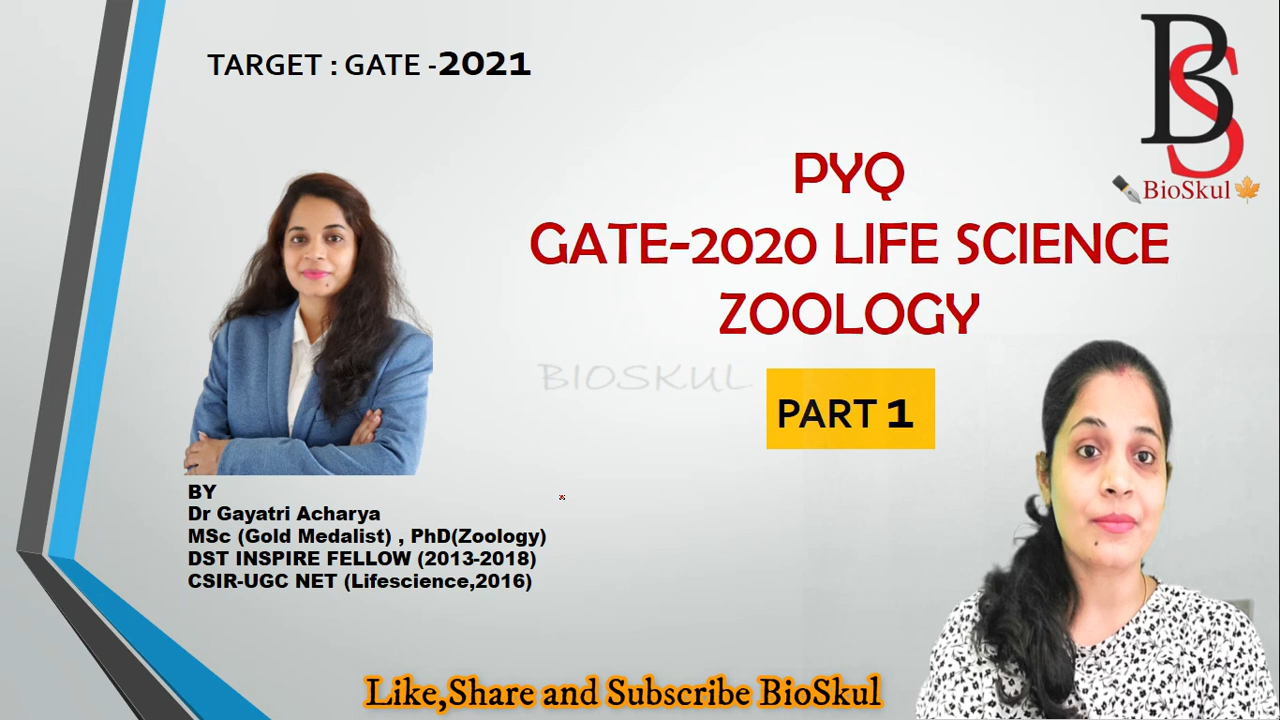 TARGET : GATE -2021
BS
BioSkul
PYQ
GATE-2020 LIFE SCIENCE
ZOOLOGY
BIOSKUL
PART 1
BY
Dr Gayatri Acharya
MSc (Gold Medalist) , PhD(Zoology)
DST INSPIRE FELLOW (2013-2018)
CSIR-UGC NET (Lifescience,2016)
Like,Share and Subscribe BioSkul